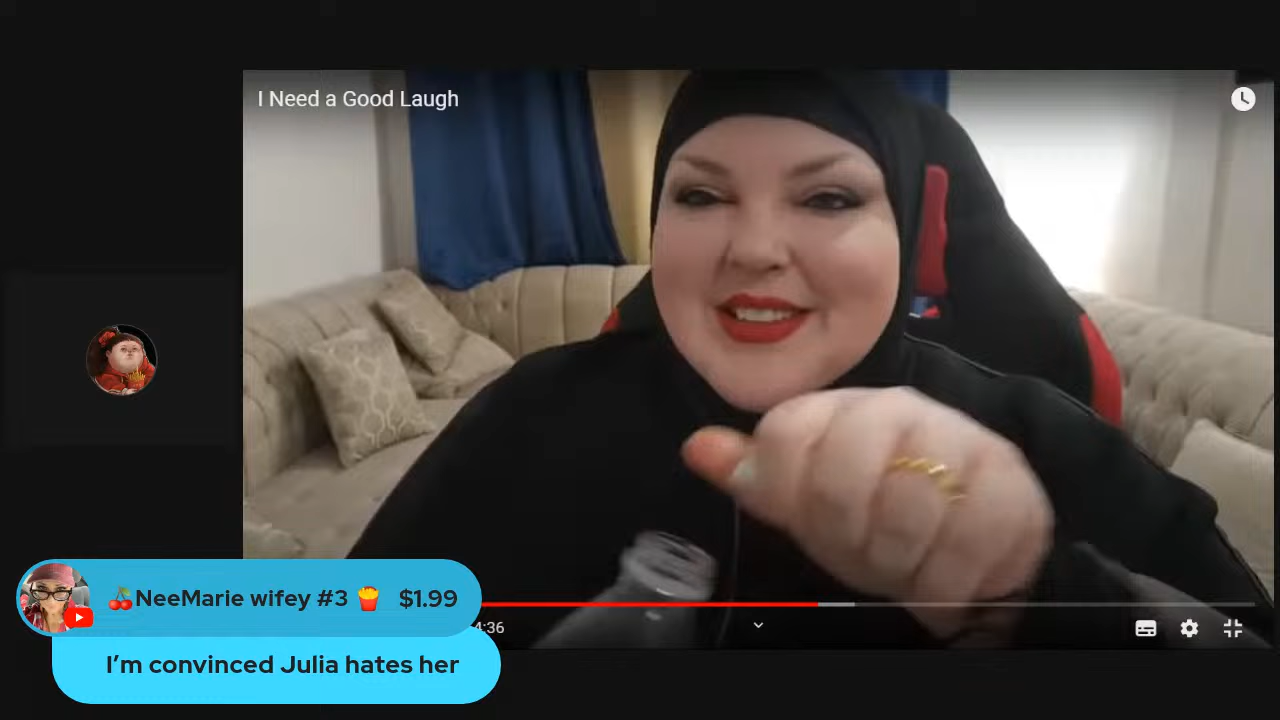 I Need a Good Laugh
🍒NeeMarie wifey #3 🍟 $1.99
4:36
I'm convinced Julia hates her